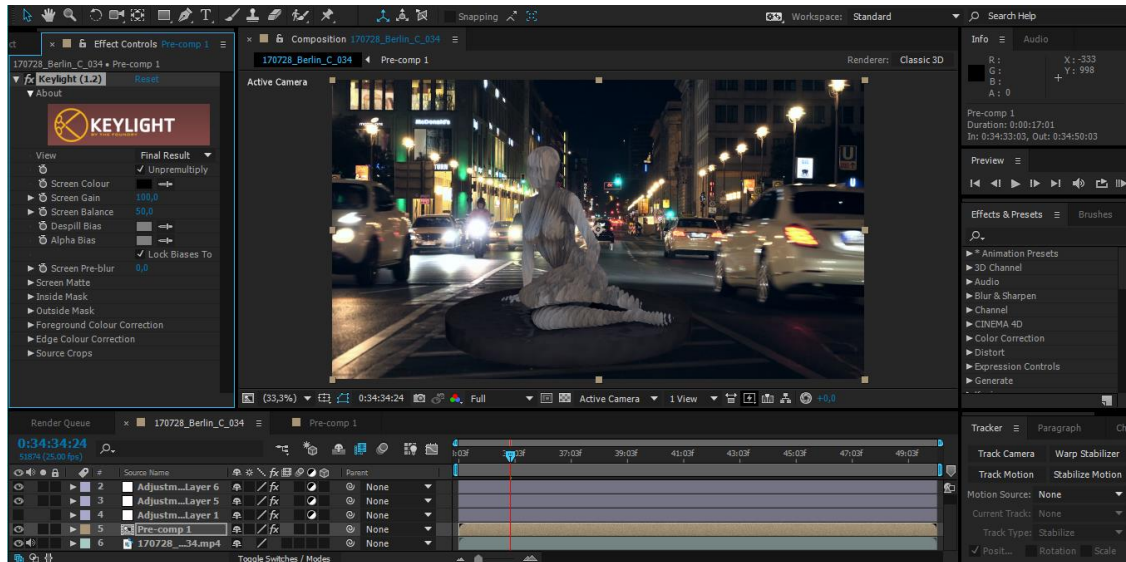 Snapping
Workspace: Standard
Search Help
Effect Controls Pre-comp 1
170728_Berlin_C_034 • Pre-comp 1
fx Keylight (1.2) Reset
About
KEYLIGHT
View Final Result
Unpremultiply
Screen Colour
Screen Gain 100,0
Screen Balance 50,0
Despill Bias
Alpha Bias
Lock Biases To
Screen Pre-blur 0,0
Screen Matte
Inside Mask
Outside Mask
Foreground Colour Correction
Edge Colour Correction
Source Crops
Composition 170728_Berlin_C_034
170728_Berlin_C_034 Pre-comp 1
Renderer: Classic 3D
Active Camera
McDonald's
U
(33,3%) 0:34:34:24 Full Active Camera 1 View +0,0
Info Audio
R: X: -333
G: Y: 998
B:
A: 0
Pre-comp 1
Duration: 0:00:17:01
In: 0:34:33:03, Out: 0:34:50:03
Preview
Effects & Presets Brushes
* Animation Presets
3D Channel
Audio
Blur & Sharpen
Channel
CINEMA 4D
Color Correction
Distort
Expression Controls
Generate
Render Queue 170728_Berlin_C_034 Pre-comp 1
0:34:34:24
51874 (25.00 fps)
37:03f 39:03f 41:03f 43:03f 45:03f 47:03f 49:03f
# Source Name Parent
2 Adjustm...Layer 6 None
3 Adjustm...Layer 5 None
4 Adjustm...Layer 1 None
5 Pre-comp 1 None
6 170728_...34.mp4 None
Toggle Switches / Modes
Tracker Paragraph Ch
Track Camera Warp Stabilizer
Track Motion Stabilize Motion
Motion Source: None
Current Track: None
Track Type: Stabilize
Posit... Rotation Scale